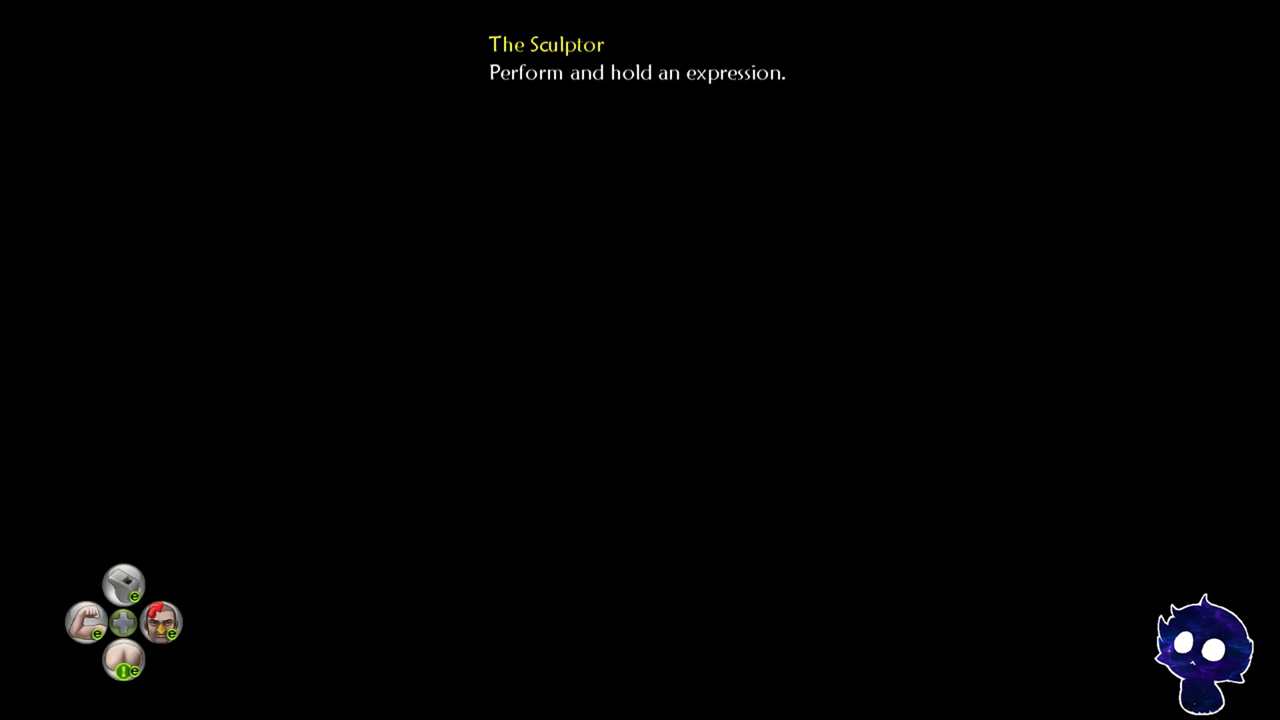 The Sculptor
Perform and hold an expression.
e
e
e
! e